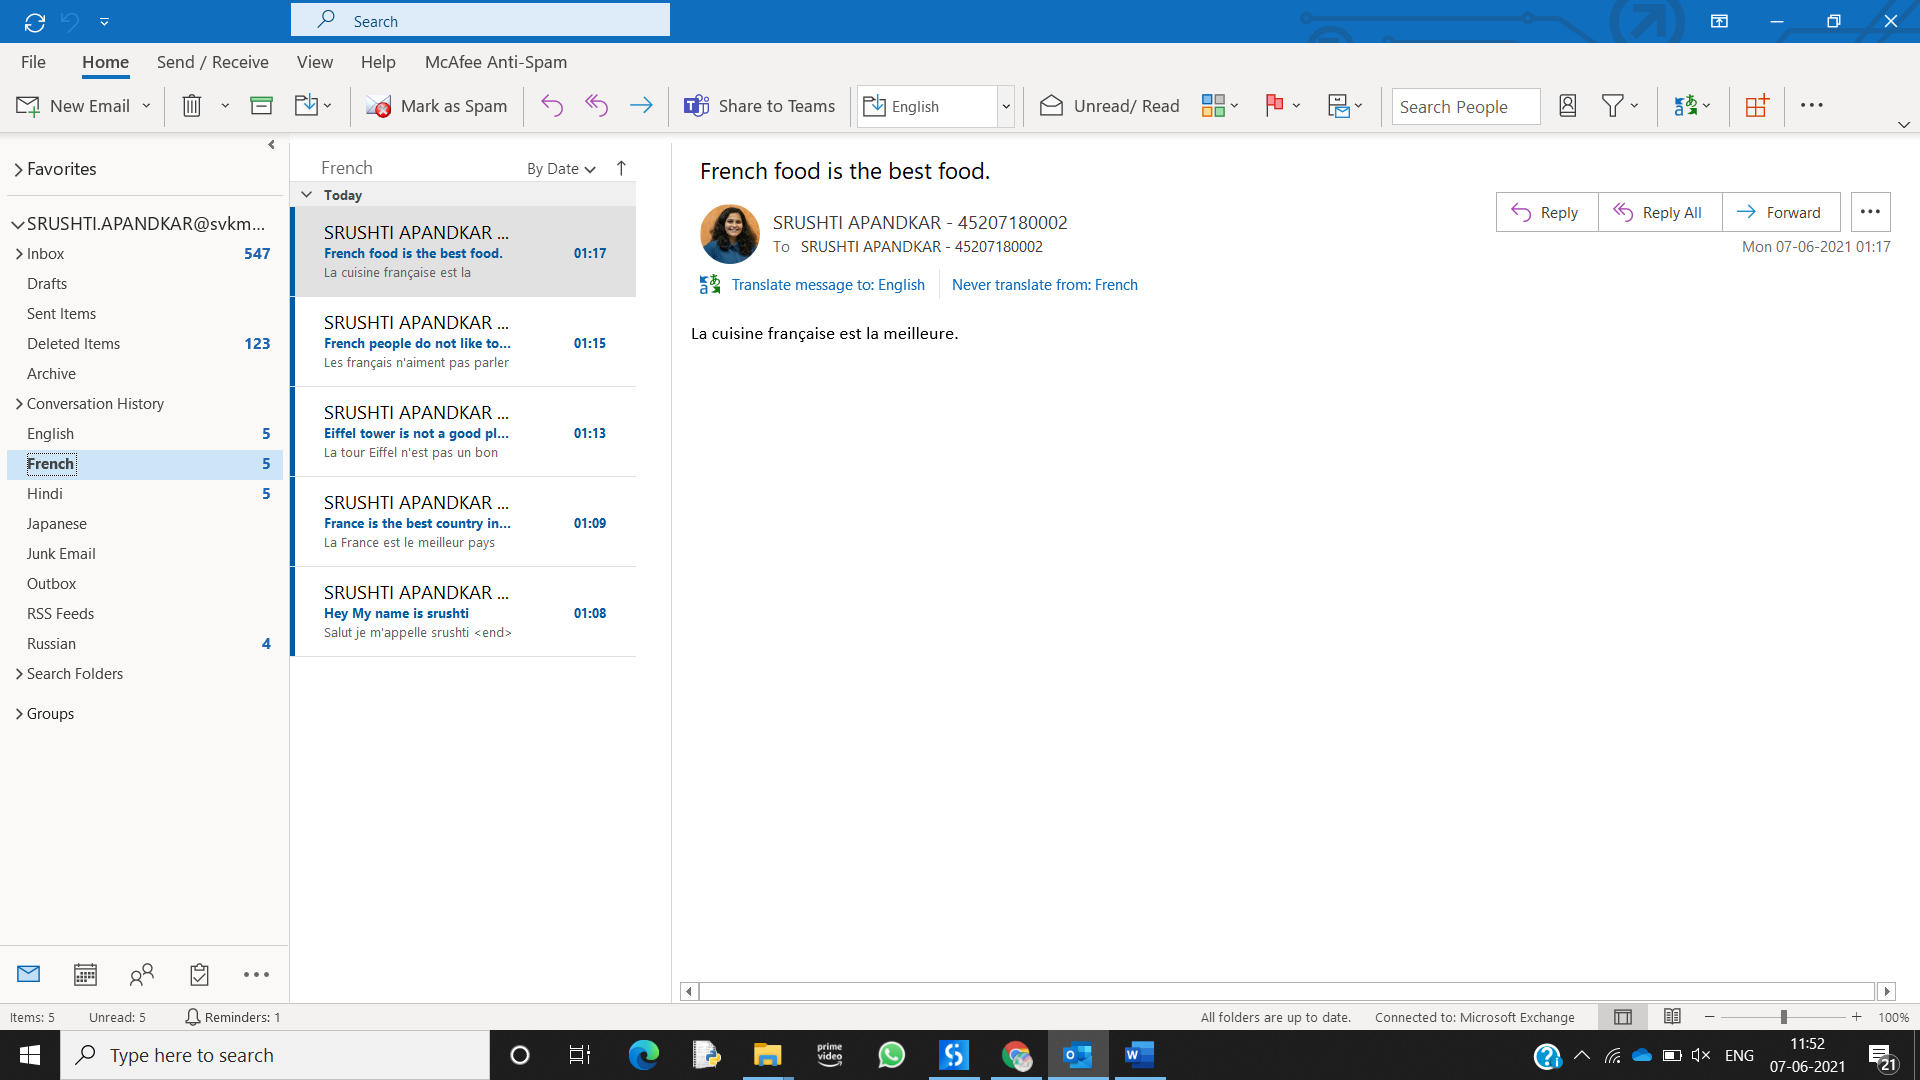 Search
File Home Send / Receive View Help McAfee Anti-Spam
New Email Mark as Spam Share to Teams English Unread/ Read Search People
Favorites
SRUSHTI.APANDKAR@svkm...
Inbox 547
Drafts
Sent Items
Deleted Items 123
Archive
Conversation History
English 5
French 5
Hindi 5
Japanese
Junk Email
Outbox
RSS Feeds
Russian 4
Search Folders
Groups
French By Date
Today
SRUSHTI APANDKAR ...
French food is the best food. 01:17
La cuisine française est la
SRUSHTI APANDKAR ...
French people do not like to... 01:15
Les français n'aiment pas parler
SRUSHTI APANDKAR ...
Eiffel tower is not a good pl... 01:13
La tour Eiffel n'est pas un bon
SRUSHTI APANDKAR ...
France is the best country in... 01:09
La France est le meilleur pays
SRUSHTI APANDKAR ...
Hey My name is srushti 01:08
Salut je m'appelle srushti <end>
French food is the best food.
Reply Reply All Forward
SRUSHTI APANDKAR - 45207180002
To SRUSHTI APANDKAR - 45207180002
Mon 07-06-2021 01:17
Translate message to: English Never translate from: French
La cuisine française est la meilleure.
Items: 5 Unread: 5 Reminders: 1 All folders are up to date. Connected to: Microsoft Exchange 100%
Type here to search prime video ENG 11:52
07-06-2021 21